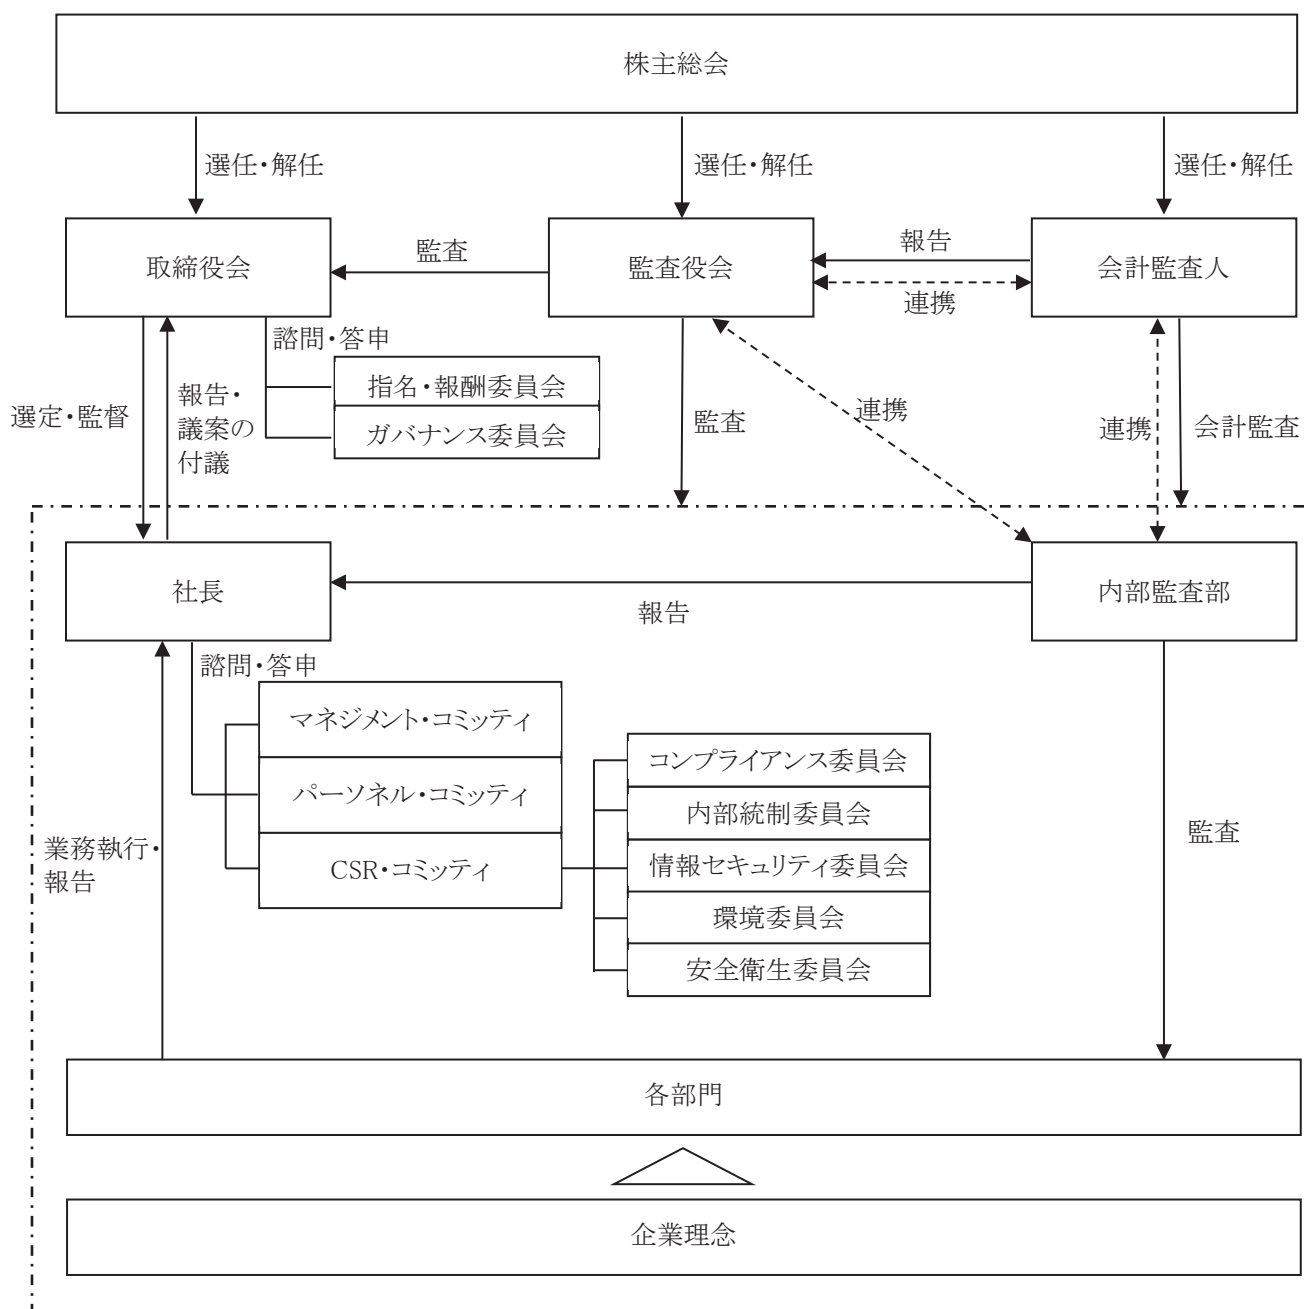 株主総会
選任・解任
選任・解任
選任・解任
取締役会
監査
監査役会
報告
連携
会計監査人
諮問・答申
指名・報酬委員会
ガバナンス委員会
選定・監督
報告・
議案の
付議
監査
連携
連携
会計監査
社長
報告
内部監査部
諮問・答申
マネジメント・コミッティ
パーソネル・コミッティ
CSR・コミッティ
コンプライアンス委員会
内部統制委員会
情報セキュリティ委員会
環境委員会
安全衛生委員会
業務執行・
報告
監査
各部門
企業理念